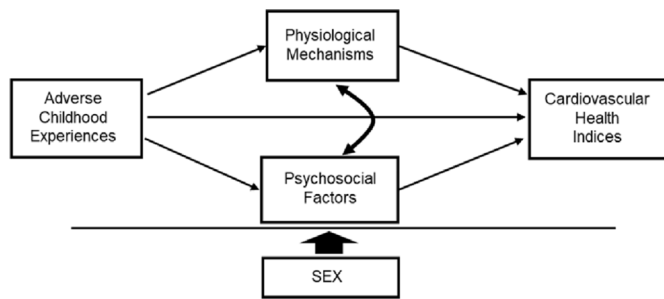 Physiological
Mechanisms
Adverse
Childhood
Experiences
Cardiovascular
Health
Indices
Psychosocial
Factors
SEX